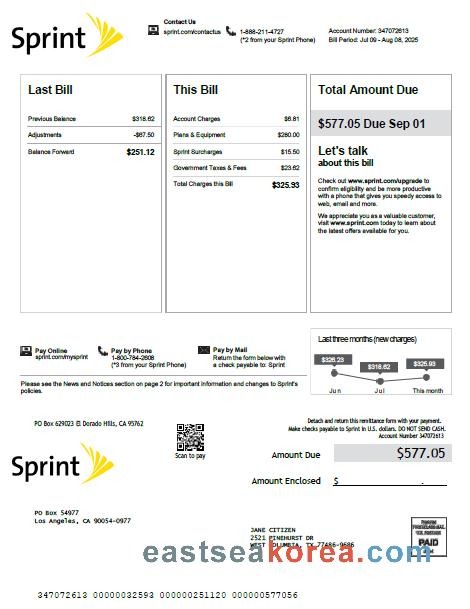 Sprint
Contact Us
sprint.com/contactus
1-888-211-4727
(*2 from your Sprint Phone)
Account Number: 347072613
Bill Period: Jul 09 - Aug 08, 2025
Last Bill
Previous Balance $318.62
Adjustments -$67.50
Balance Forward $251.12
This Bill
Account Charges $6.81
Plans & Equipment $280.00
Sprint Surcharges $15.50
Government Taxes & Fees $23.62
Total Charges this Bill $325.93
Total Amount Due
$577.05 Due Sep 01
Let's talk
about this bill
Check out www.sprint.com/upgrade to
confirm eligibility and be more productive
with a phone that gives you speedy access to
web, email and more.
We appreciate you as a valuable customer,
visit www.sprint.com today to learn about
the latest offers available for you.
Pay Online
sprint.com/mysprint
Pay by Phone
1-800-784-2608
(*3 from your Sprint Phone)
Pay by Mail
Return the form below with
a check payable to: Sprint
Last three months (new charges)
$326.23
$318.62
$325.93
Jun
Jul
This month
Please see the News and Notices section on page 2 for important information and changes to Sprint's
policies.
PO Box 629023 El Dorado Hills, CA 95762
Scan to pay
Detach and return this remittance form with your payment.
Make checks payable to Sprint in U.S. dollars. DO NOT SEND CASH.
Account Number 347072613
Sprint
Amount Due $577.05
Amount Enclosed $ .
PO Box 54977
Los Angeles, CA 90054-0977
JANE CITIZEN
2521 PINEHURST DR
WEST COLUMBIA, TX 77486-9686
PAID
eastseakorea.com
347072613 00000032593 000000251120 000000577056